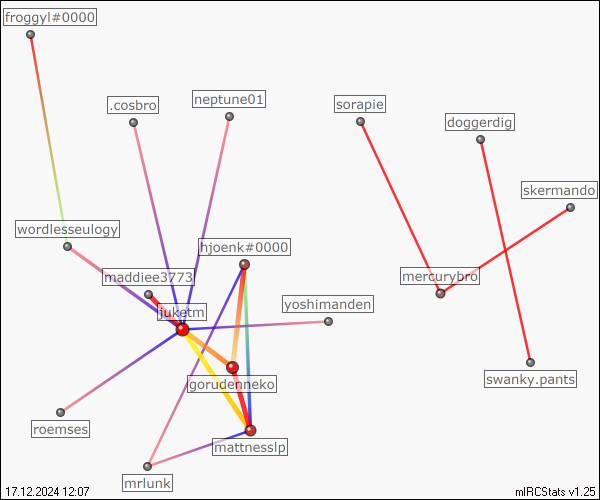 froggyl#0000
.cosbro
neptune01
sorapie
doggerdig
skermando
wordlesseulogy
hjoenk#0000
maddiee3773
mercurybro
juketm
yoshimanden
gorudenneko
swanky.pants
roemses
mattnesslp
mrlunk
17.12.2024 12:07
mIRCStats v1.25